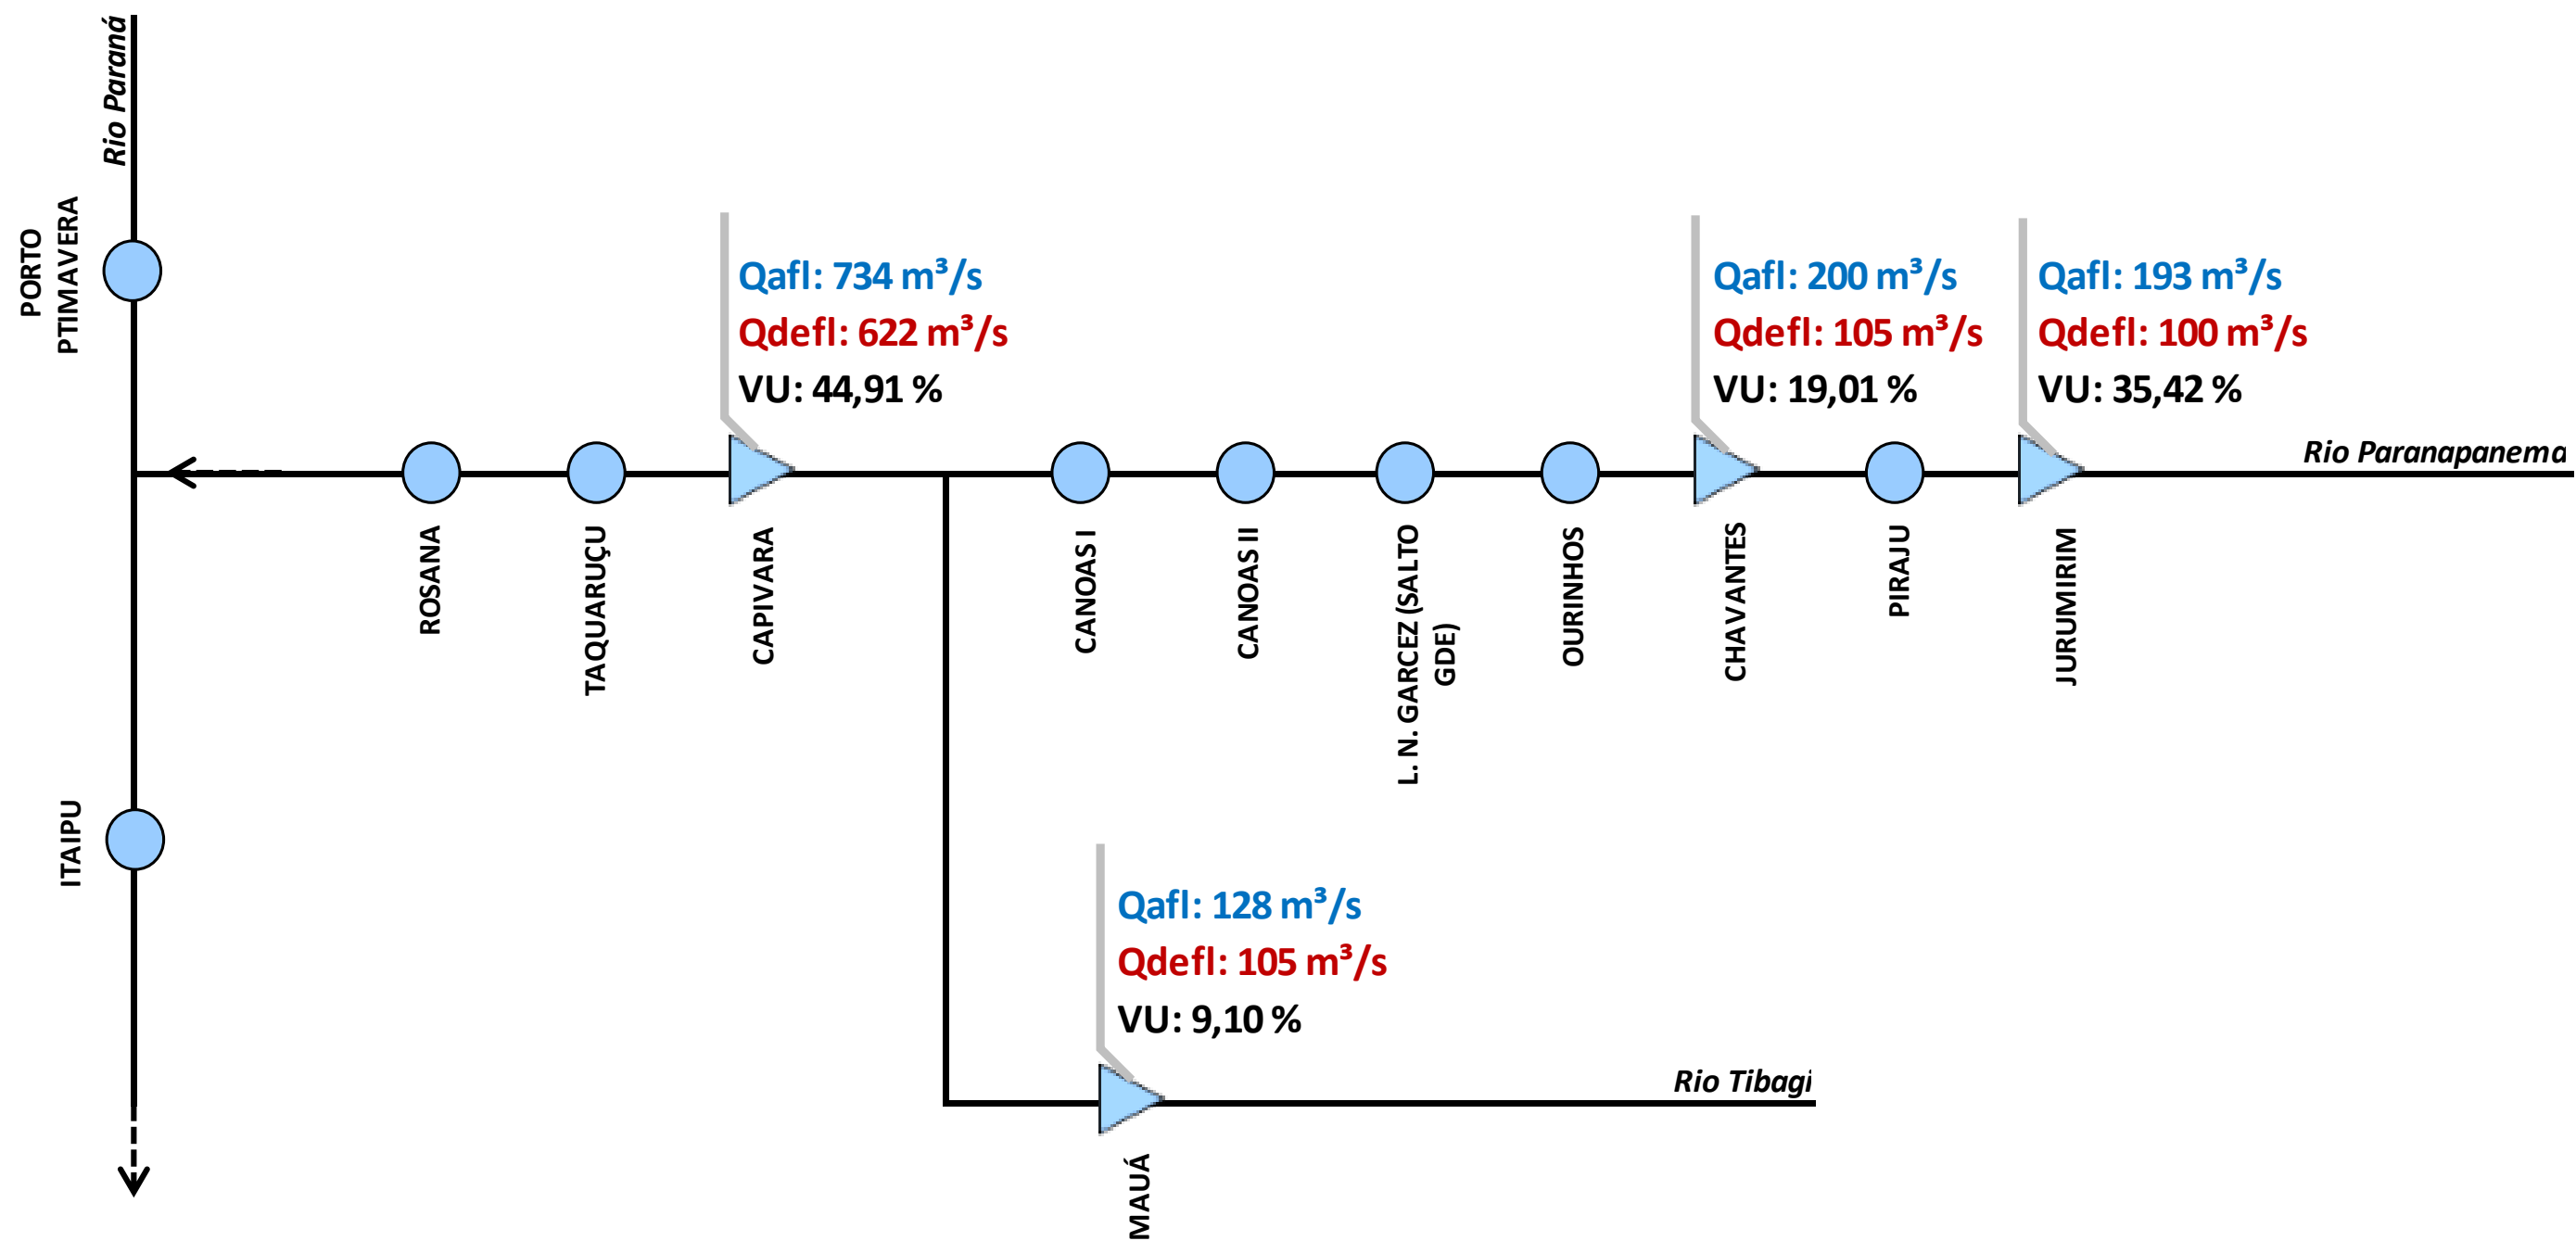 Rio Paraná
PORTO
PTIMAVERA
Qafl: 734 m³/s
Qdefl: 622 m³/s
VU: 44,91 %
Qafl: 200 m³/s
Qdefl: 105 m³/s
VU: 19,01 %
Qafl: 193 m³/s
Qdefl: 100 m³/s
VU: 35,42 %
Rio Paranapanema
ROSANA
TAQUARUÇU
CAPIVARA
CANOAS I
CANOAS II
L. N. GARCEZ (SALTO
GDE)
OURINHOS
CHAVANTES
PIRAJU
JURUMIRIM
ITAIPU
Qafl: 128 m³/s
Qdefl: 105 m³/s
VU: 9,10 %
Rio Tibagi
MAUÁ